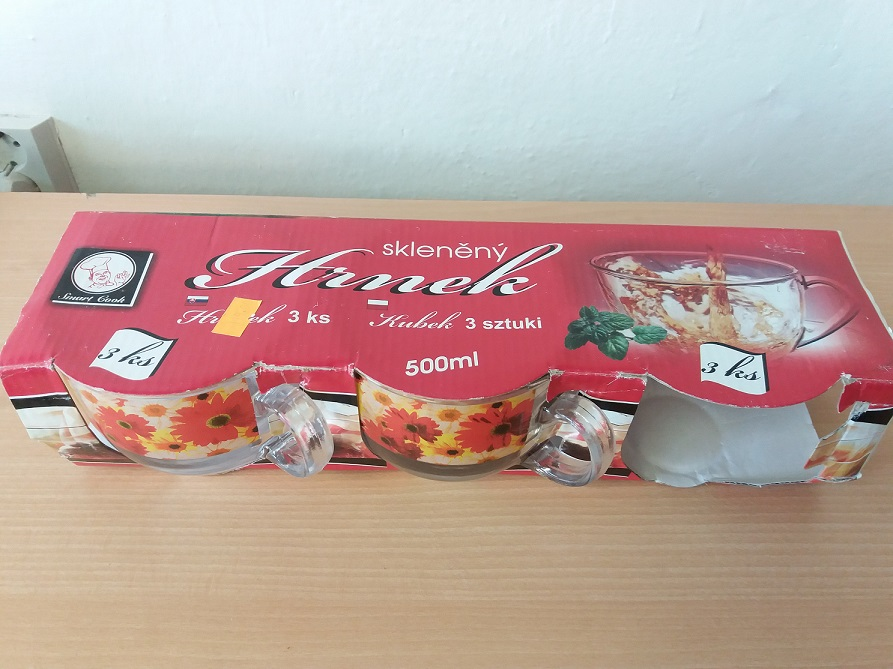 skleněný
Hrnek
Smart Cook
3 ks
Kubek 3 sztuki
500ml
3 ks
3 ks